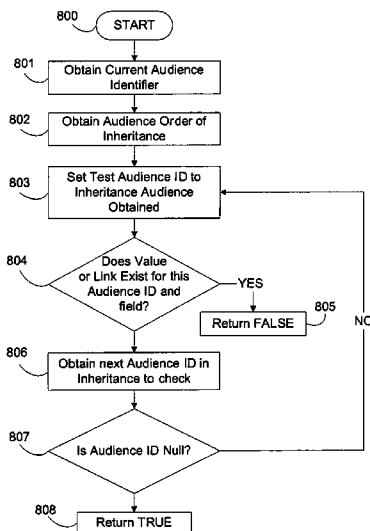 800
START
801
Obtain Current Audience
Identifier
802
Obtain Audience Order of
Inheritance
803
Set Test Audience ID to
Inheritance Audience
Obtained
804
Does Value
or Link Exist for this
Audience ID and
field?
YES
805
Return FALSE
NO
806
Obtain next Audience ID in
Inheritance to check
807
Is Audience ID Null?
808
Return TRUE